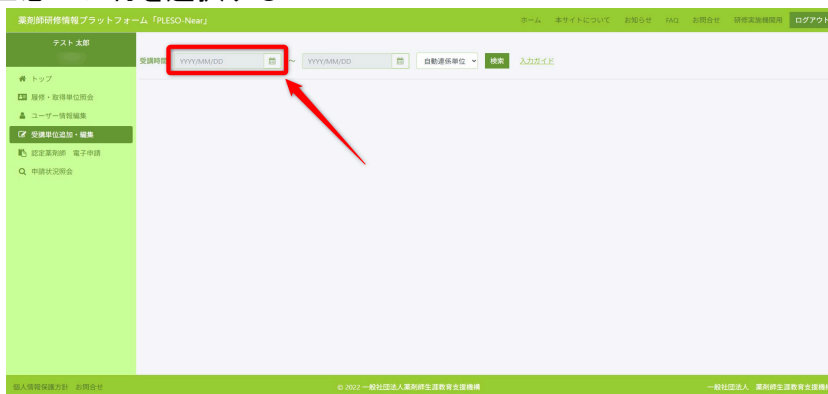 薬剤師研修情報プラットフォーム「PLESO-Near」
ホーム 本サイトについて お知らせ FAQ お問合せ 研修実施機関用 ログアウト
テスト 太郎
受講時間 YYYY/MM/DD ～ YYYY/MM/DD 自動連係単位 検索 入力ガイド
トップ
履修・取得単位照会
ユーザー情報編集
受講単位追加・編集
認定薬剤師 電子申請
申請状況照会
個人情報保護方針 お問合せ
© 2022 一般社団法人薬剤師生涯教育支援機構
一般社団法人 薬剤師生涯教育支援機構